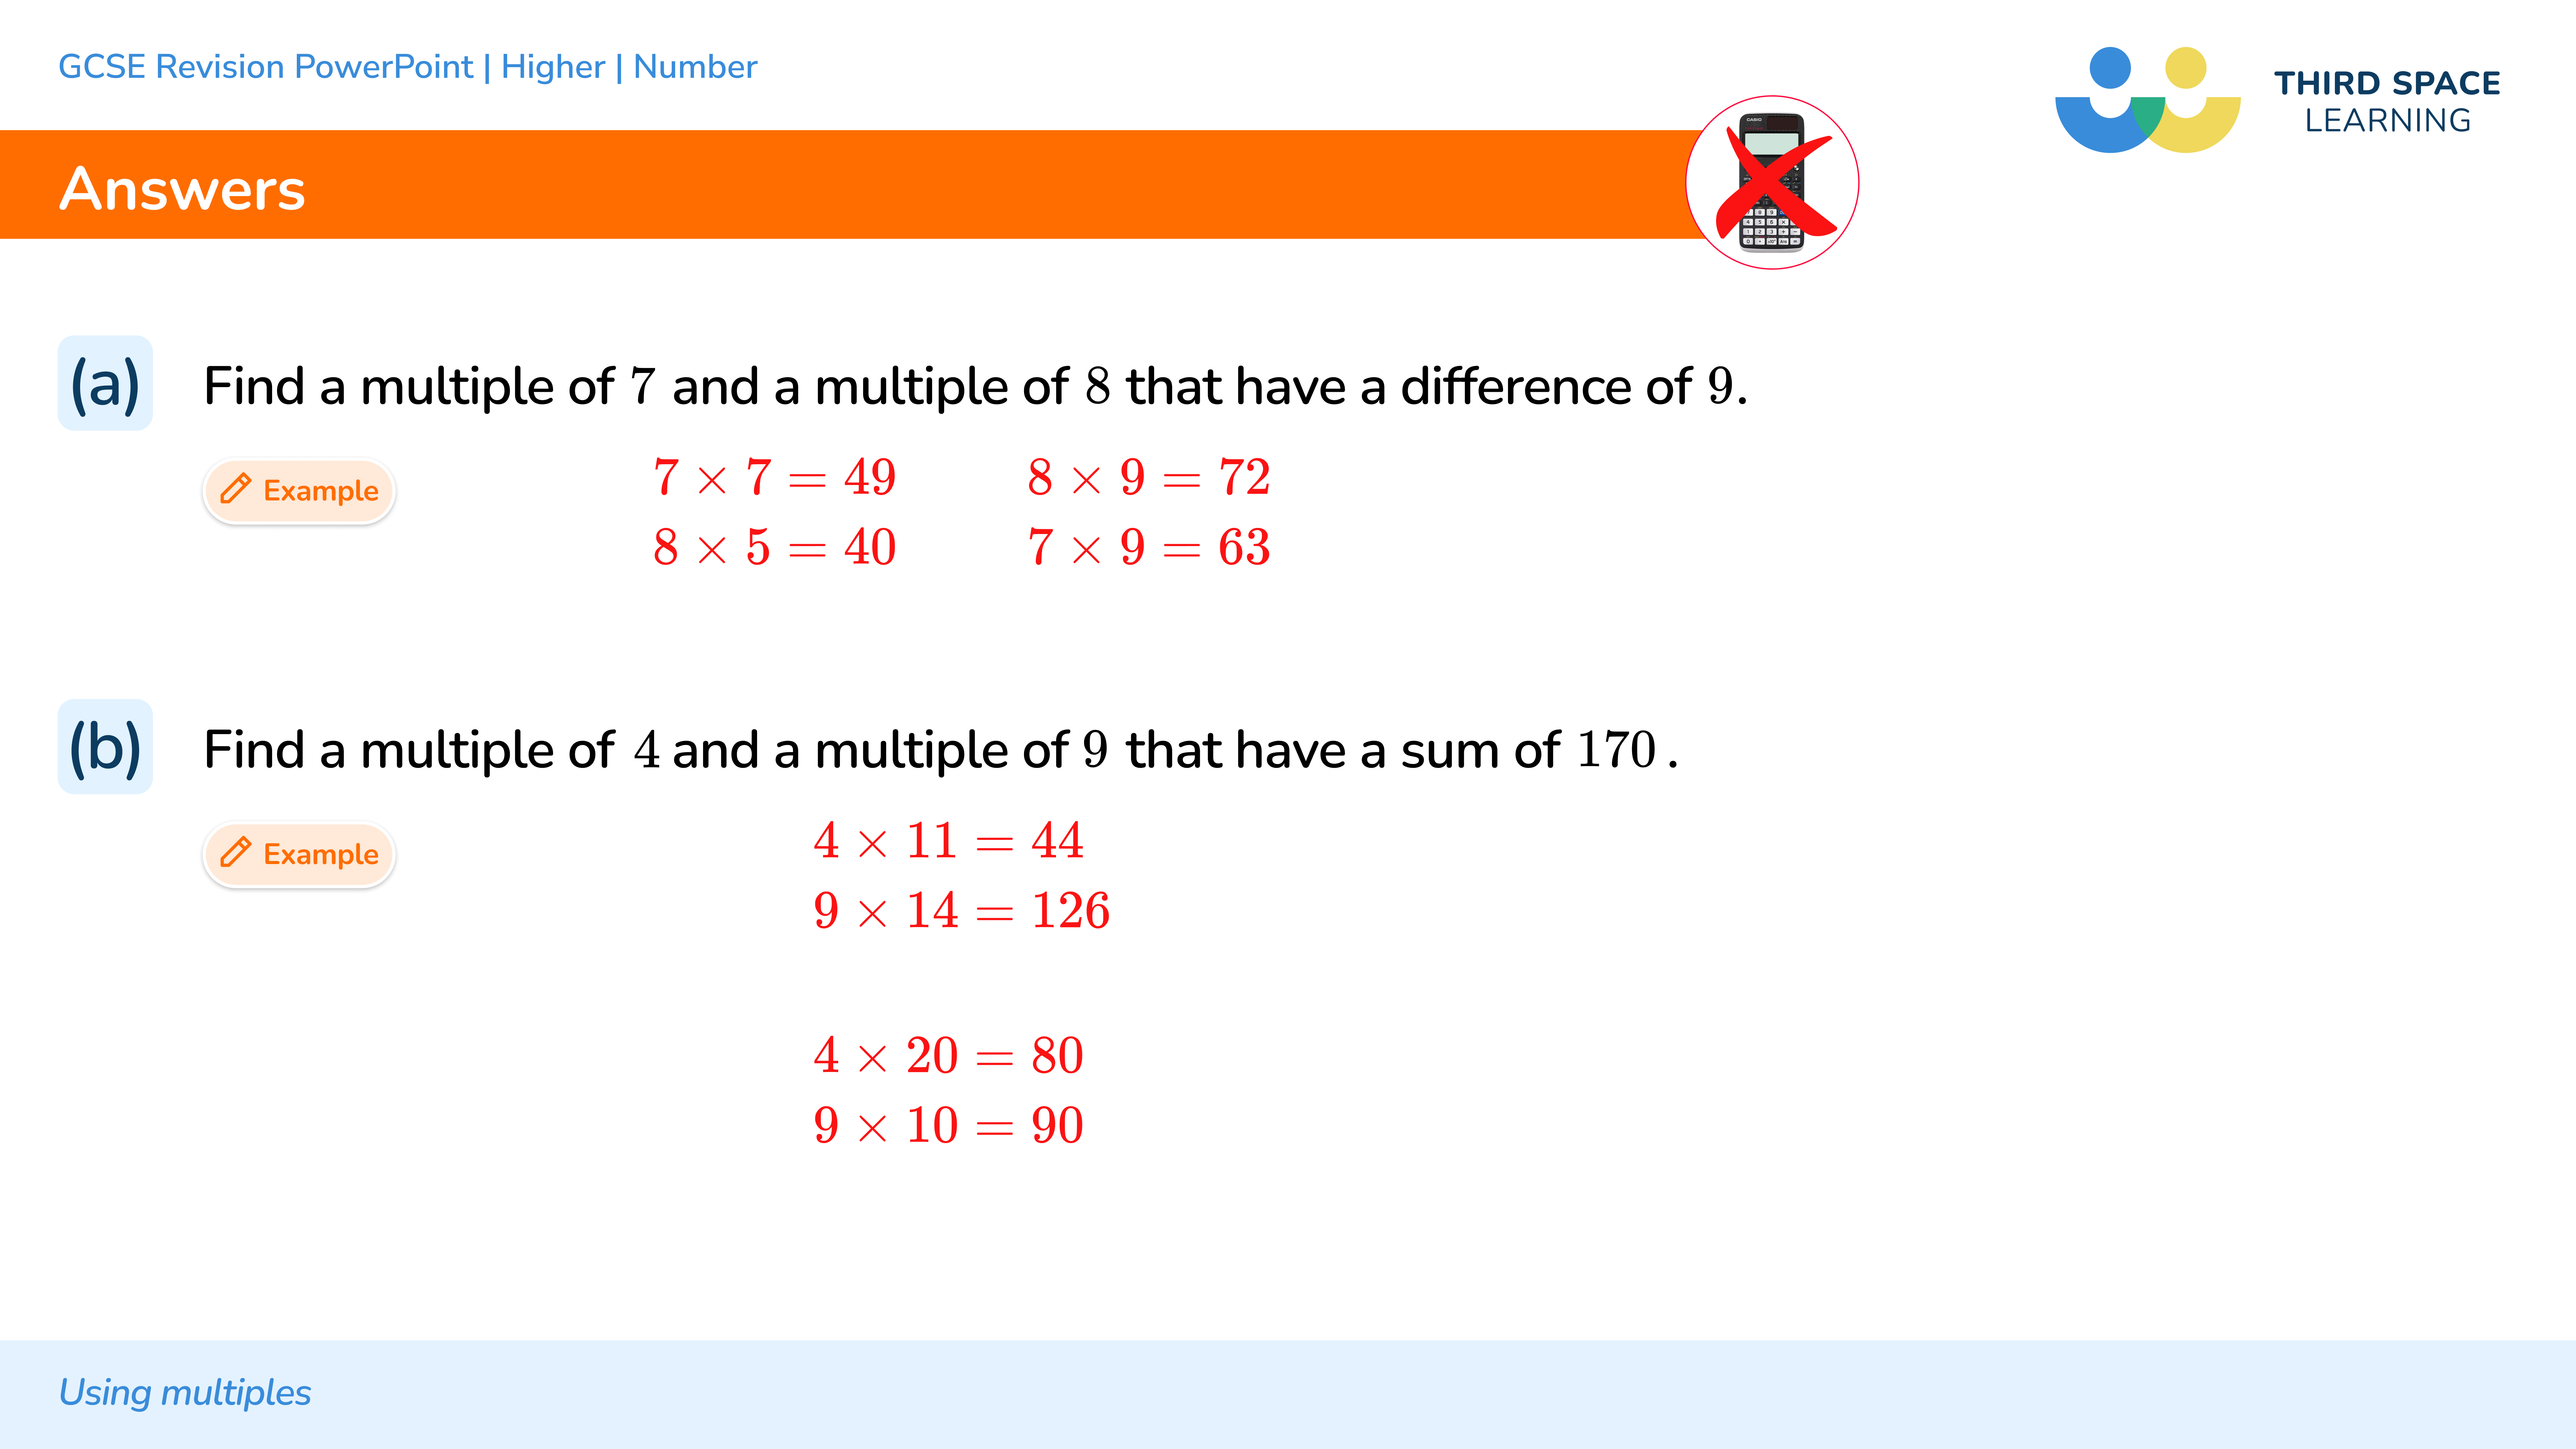 GCSE Revision PowerPoint | Higher | Number
THIRD SPACE
LEARNING
Answers
CASIO
(a) Find a multiple of 7 and a multiple of 8 that have a difference of 9.
Example
7 × 7 = 49 8 × 9 = 72
8 × 5 = 40 7 × 9 = 63
(b) Find a multiple of 4 and a multiple of 9 that have a sum of 170 .
Example
4 × 11 = 44
9 × 14 = 126
4 × 20 = 80
9 × 10 = 90
Using multiples